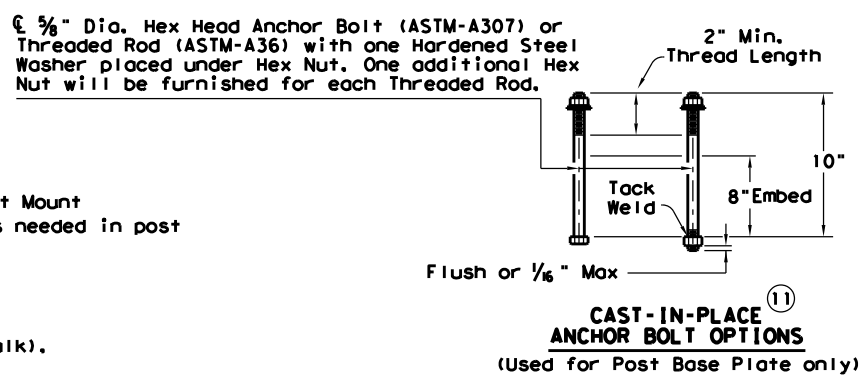 ℄ ⅝" Dia. Hex Head Anchor Bolt (ASTM-A307) or
Threaded Rod (ASTM-A36) with one Hardened Steel
Washer placed under Hex Nut. One additional Hex
Nut will be furnished for each Threaded Rod.
2" Min.
Thread Length
10"
t Mount
s needed in post
Tack
Weld
8"Embed
Flush or 1/16" Max
11
CAST-IN-PLACE
ANCHOR BOLT OPTIONS
(Used for Post Base Plate only)
lk).